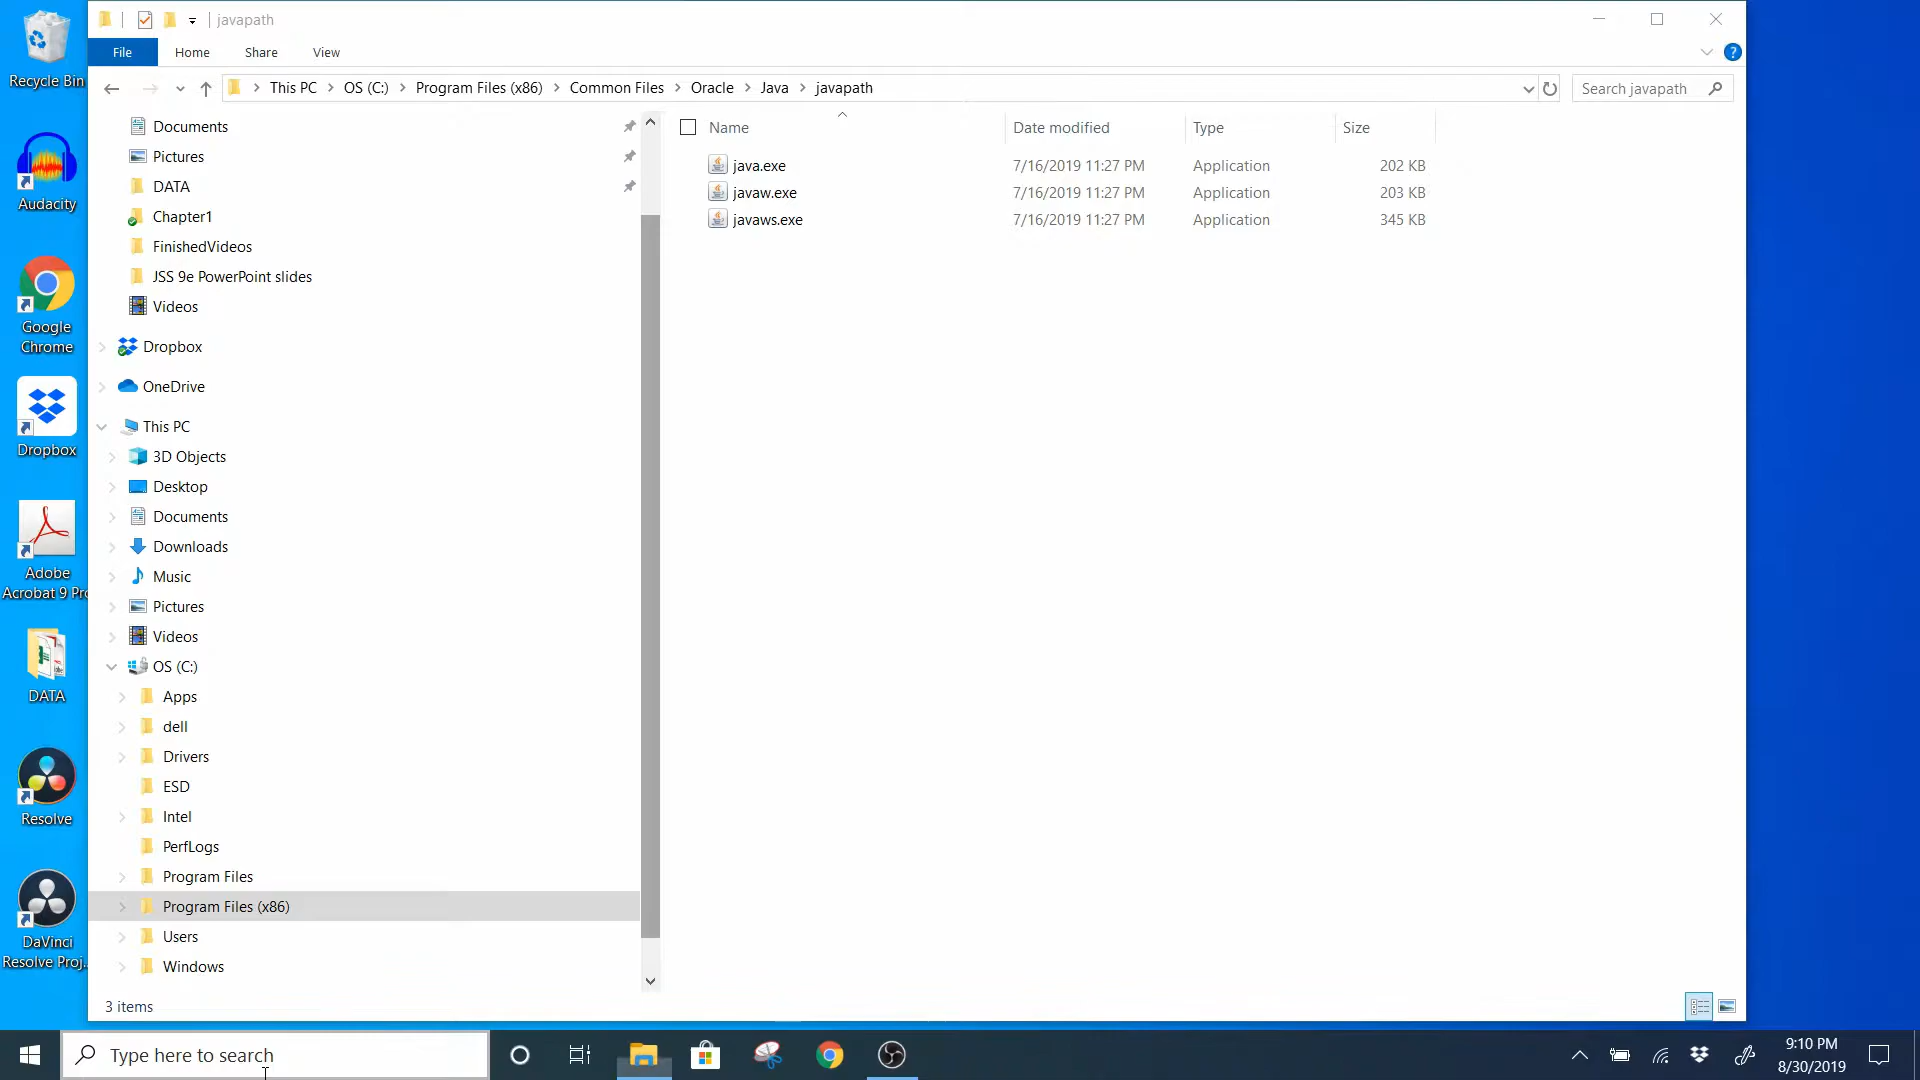 javapath
File
Home
Share
View
This PC
OS (C:)
Program Files (x86)
Common Files
Oracle
Java
javapath
Search javapath
Recycle Bin
Audacity
Google
Chrome
Dropbox
Adobe
Acrobat 9 Pro
DATA
Resolve
DaVinci
Resolve Proj...
Documents
Pictures
DATA
Chapter1
FinishedVideos
JSS 9e PowerPoint slides
Videos
Dropbox
OneDrive
This PC
3D Objects
Desktop
Documents
Downloads
Music
Pictures
Videos
OS (C:)
Apps
dell
Drivers
ESD
Intel
PerfLogs
Program Files
Program Files (x86)
Users
Windows
Name Date modified Type Size
java.exe 7/16/2019 11:27 PM Application 202 KB
javaw.exe 7/16/2019 11:27 PM Application 203 KB
javaws.exe 7/16/2019 11:27 PM Application 345 KB
3 items
Type here to search
9:10 PM
8/30/2019